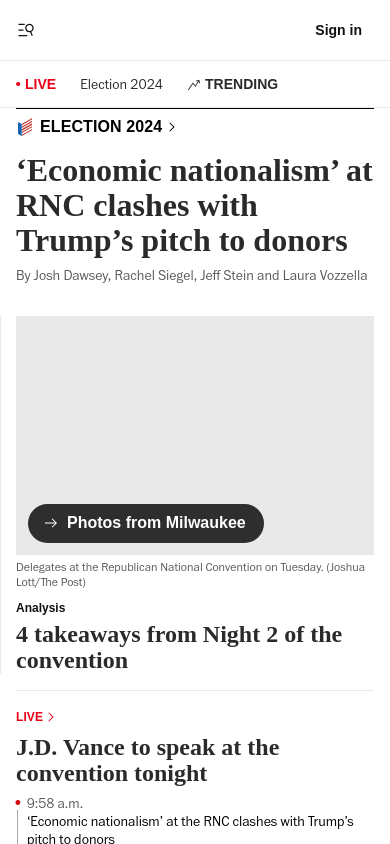 Sign in
LIVE
Election 2024
TRENDING
ELECTION 2024
‘Economic nationalism’ at
RNC clashes with
Trump’s pitch to donors
By Josh Dawsey, Rachel Siegel, Jeff Stein and Laura Vozzella
Photos from Milwaukee
Delegates at the Republican National Convention on Tuesday. (Joshua
Lott/The Post)
Analysis
4 takeaways from Night 2 of the
convention
LIVE
J.D. Vance to speak at the
convention tonight
9:58 a.m.
‘Economic nationalism’ at the RNC clashes with Trump’s
pitch to donors